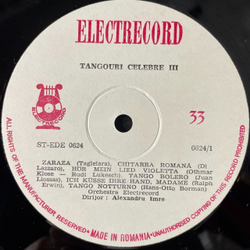 ELECTRECORD
TANGOURI CELEBRE III
ELECTRECORD
33
ST-EDE 0624
0624/1
ZARAZA (Tagliafera), CHITARRA ROMANA (Di
Lazzaro), HÖR MEIN LIED VIOLETTA (Othmar
Klose — Rudi Lukesch), TANGO BOLERO (Juan
Llossas), ICH KÜSSE IHRE HAND, MADAME (Ralph
Erwin), TANGO NOTTURNO (Hans-Otto Borman)
Orchestra Electrecord
Dirijor: Alexandru Imre
ALL RIGHTS OF THE MANUFACTURER RESERVED • MADE IN ROMANIA • UNAUTHORISED COPYING OF THIS RECORD PROHIBITED